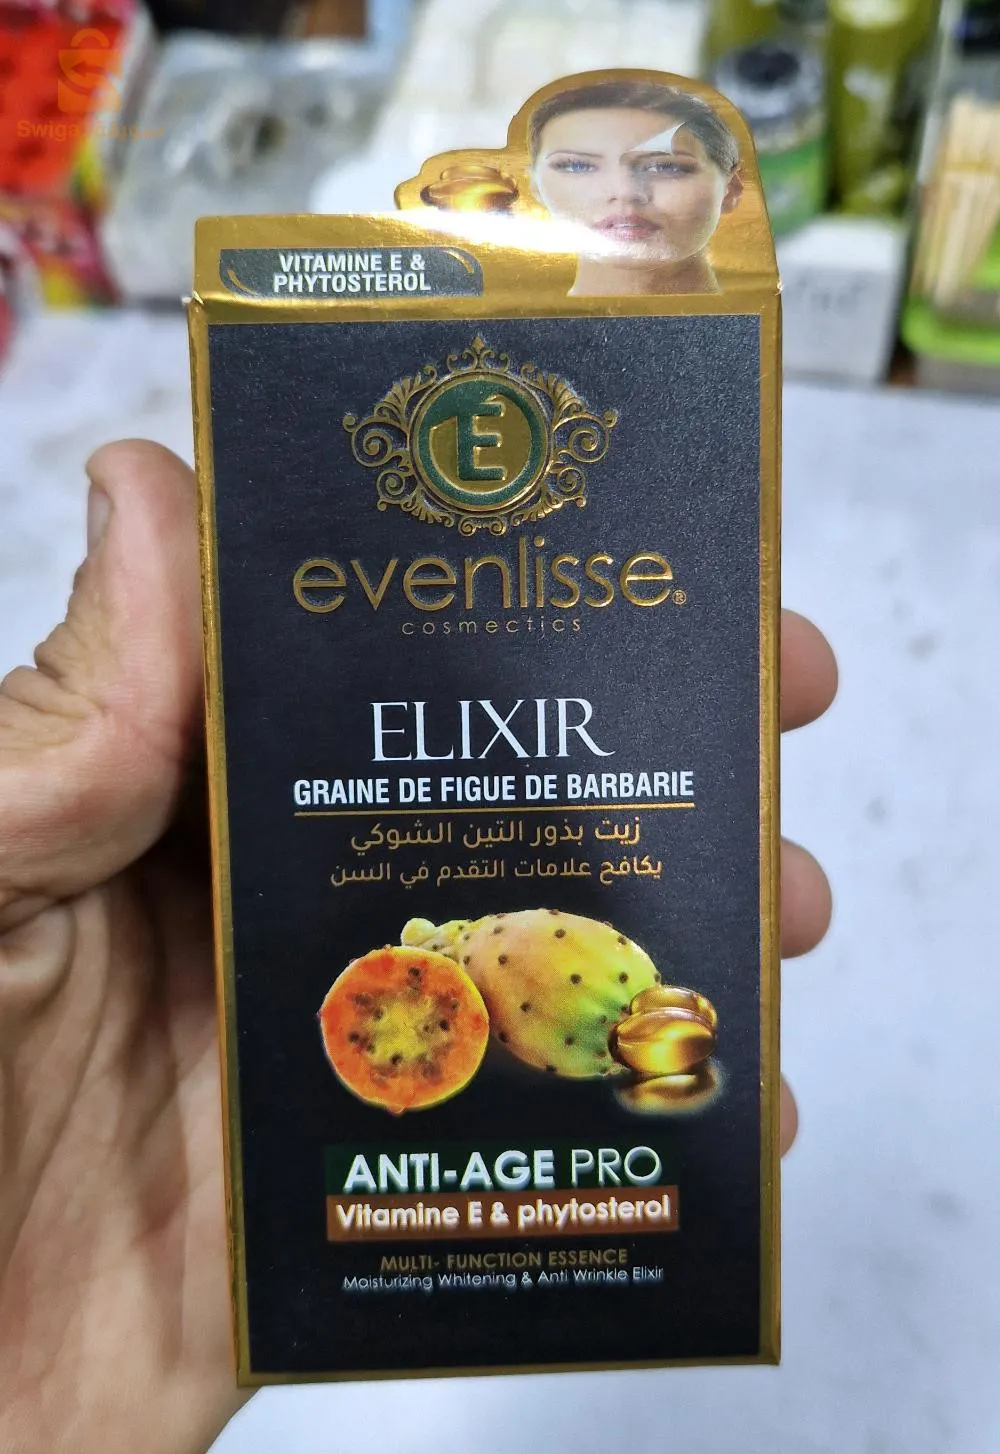 Swiga
VITAMINE E &
PHYTOSTEROL
E
evenlisse®
cosmectics
ELIXIR
GRAINE DE FIGUE DE BARBARIE
زيت بذور التين الشوكي
يكافح علامات التقدم في السن
ANTI-AGE PRO
Vitamine E & phytosterol
MULTI- FUNCTION ESSENCE
Moisturizing Whitening & Anti Wrinkle Elixir